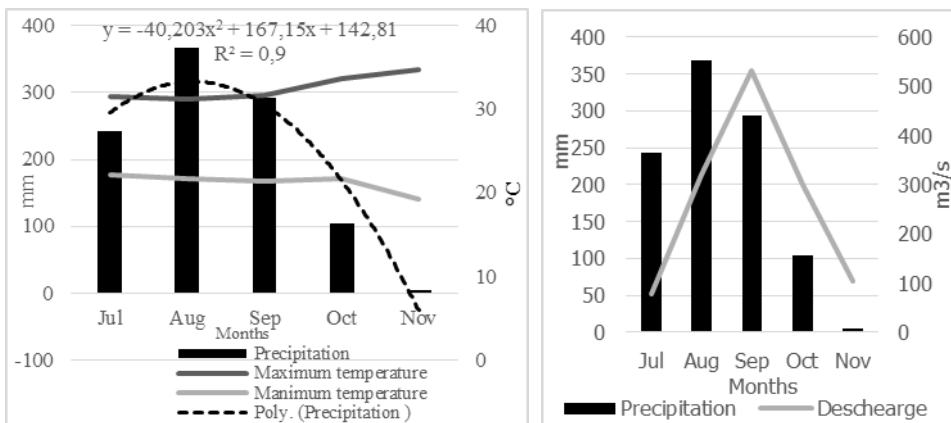 y = -40,203x² + 167,15x + 142,81
R² = 0,9
400
300
200
100
0
-100
mm
40
30
20
10
0
°C
Jul Aug Sep Oct Nov
Months
Precipitation
Maximum temperature
Manimum temperature
Poly. (Precipitation )
400
350
300
250
200
150
100
50
0
mm
600
500
400
300
200
100
0
m3/s
Jul Aug Sep Oct Nov
Months
Precipitation Deschearge